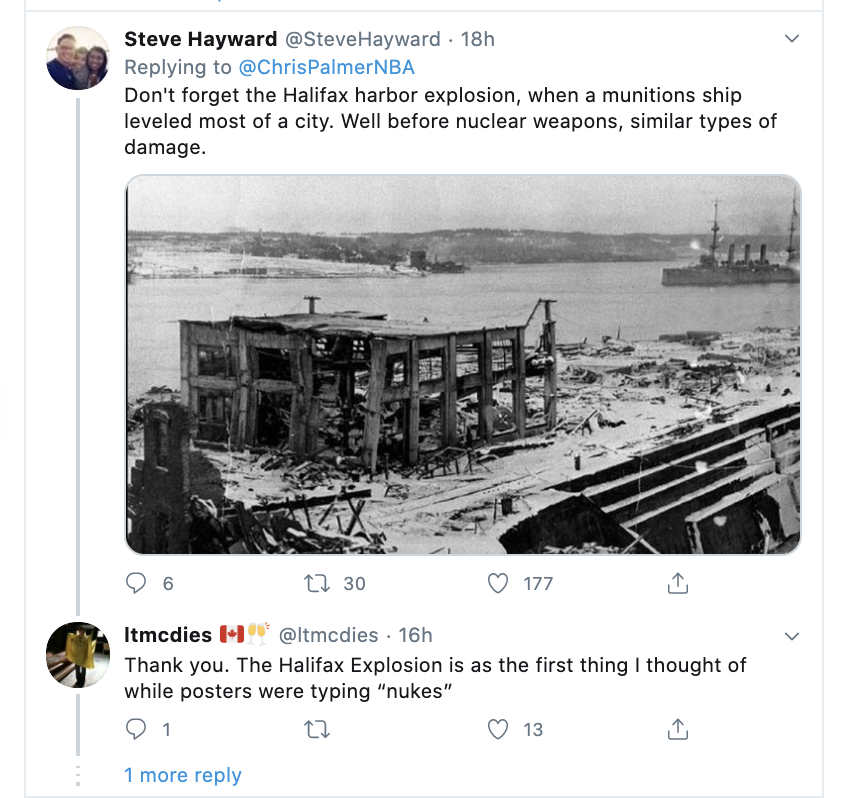 Steve Hayward @SteveHayward · 18h
Replying to @ChrisPalmerNBA
Don't forget the Halifax harbor explosion, when a munitions ship
leveled most of a city. Well before nuclear weapons, similar types of
damage.
6 30 177
ltmcdies 🇨🇦🥂 @ltmcdies · 16h
Thank you. The Halifax Explosion is as the first thing I thought of
while posters were typing “nukes”
1 13
1 more reply